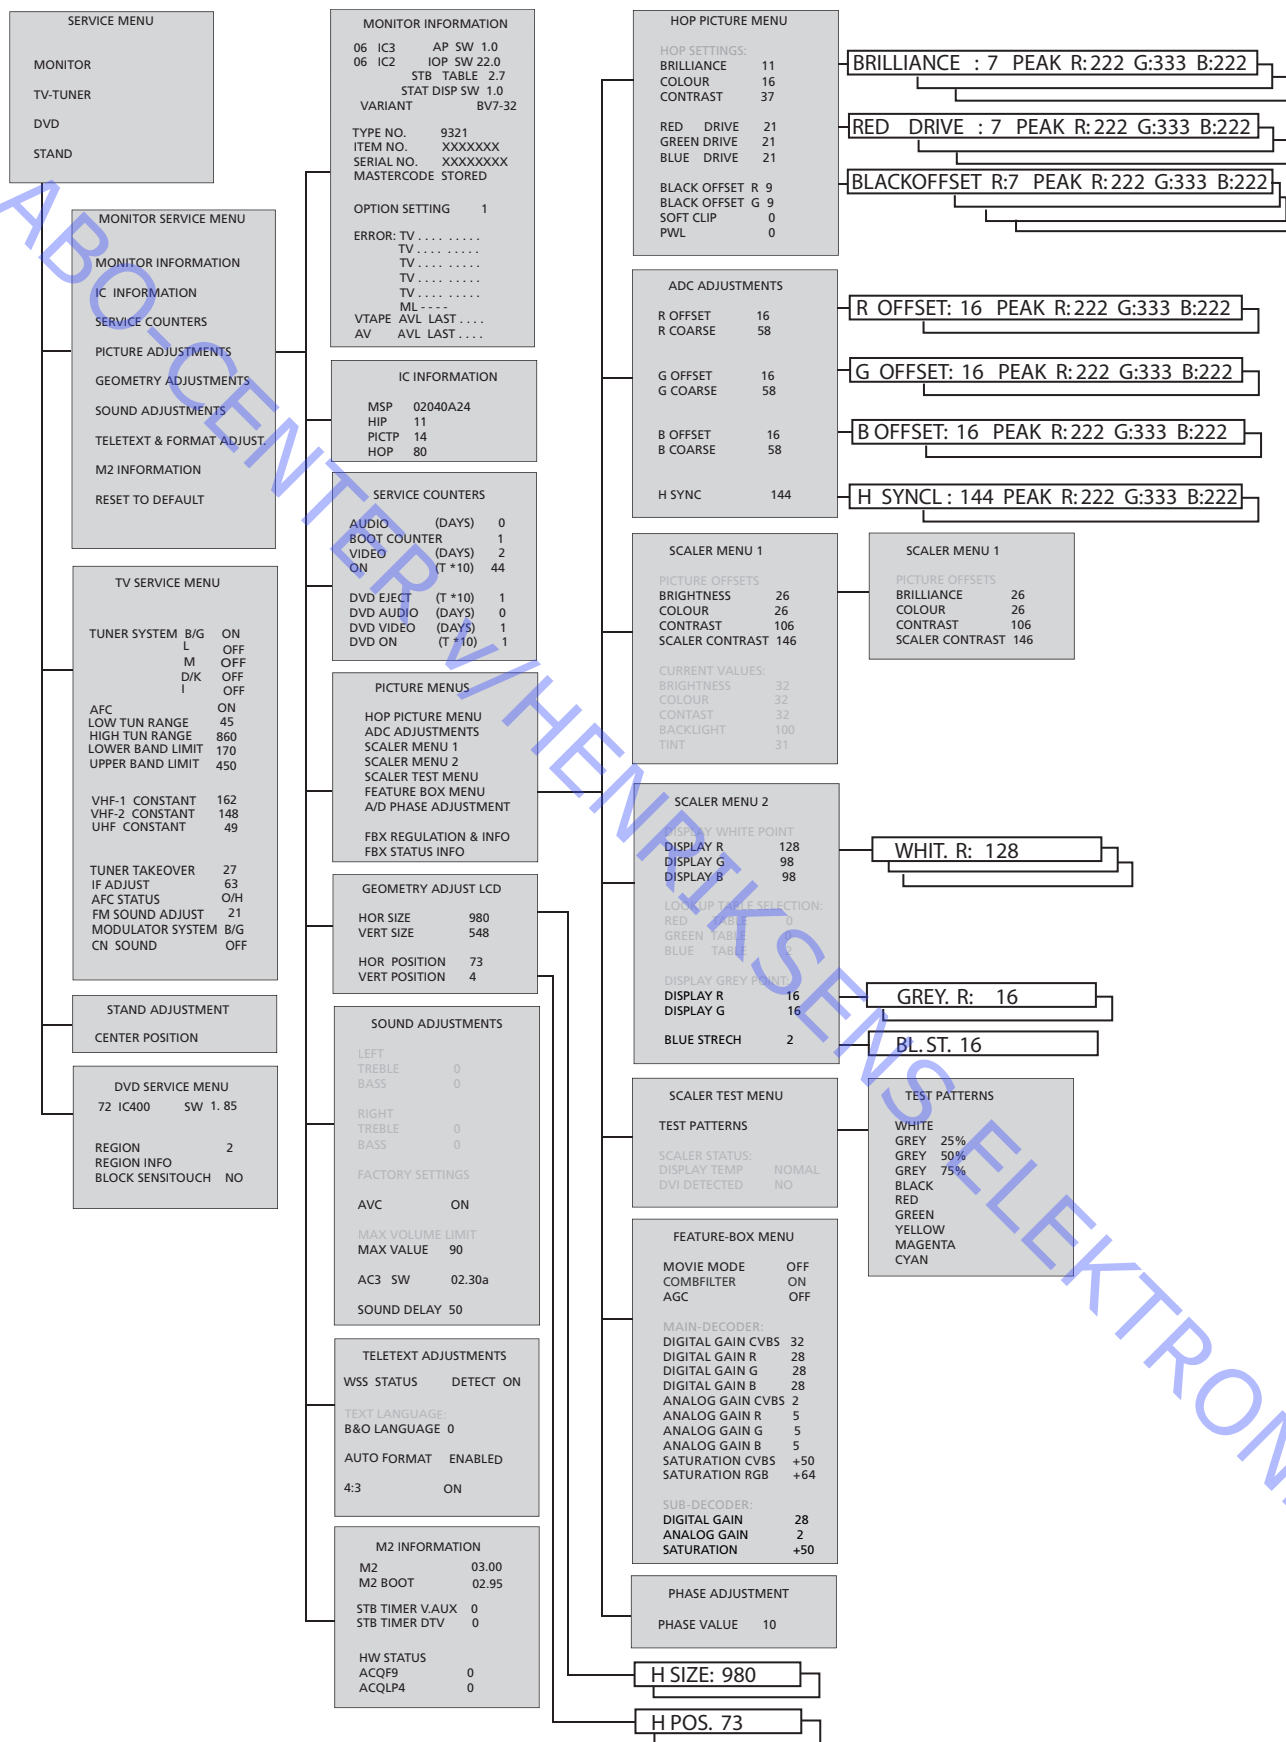 SERVICE MENU
MONITOR
TV-TUNER
DVD
STAND
MONITOR SERVICE MENU
MONITOR INFORMATION
IC INFORMATION
SERVICE COUNTERS
PICTURE ADJUSTMENTS
GEOMETRY ADJUSTMENTS
SOUND ADJUSTMENTS
TELETEXT & FORMAT ADJUST.
M2 INFORMATION
RESET TO DEFAULT
TV SERVICE MENU
TUNER SYSTEM B/G ON
L OFF
M OFF
D/K OFF
I OFF
AFC ON
LOW TUN RANGE 45
HIGH TUN RANGE 860
LOWER BAND LIMIT 170
UPPER BAND LIMIT 450
VHF-1 CONSTANT 162
VHF-2 CONSTANT 148
UHF CONSTANT 49
TUNER TAKEOVER 27
IF ADJUST 63
AFC STATUS O/H
FM SOUND ADJUST 21
MODULATOR SYSTEM B/G
CN SOUND OFF
STAND ADJUSTMENT
CENTER POSITION
DVD SERVICE MENU
72 IC400 SW 1. 85
REGION 2
REGION INFO
BLOCK SENSITOUCH NO
MONITOR INFORMATION
06 IC3 AP SW 1.0
06 IC2 IOP SW 22.0
STB TABLE 2.7
STAT DISP SW 1.0
VARIANT BV7-32
TYPE NO. 9321
ITEM NO. XXXXXXX
SERIAL NO. XXXXXXXX
MASTERCODE STORED
OPTION SETTING 1
ERROR: TV . . . . . . . . .
TV . . . . . . . . .
TV . . . . . . . . .
TV . . . . . . . . .
TV . . . . . . . . .
ML - - - -
VTAPE AVL LAST . . . .
AV AVL LAST . . . .
IC INFORMATION
MSP 02040A24
HIP 11
PICTP 14
HOP 80
SERVICE COUNTERS
AUDIO (DAYS) 0
BOOT COUNTER 1
VIDEO (DAYS) 2
ON (T *10) 44
DVD EJECT (T *10) 1
DVD AUDIO (DAYS) 0
DVD VIDEO (DAYS) 1
DVD ON (T *10) 1
PICTURE MENUS
HOP PICTURE MENU
ADC ADJUSTMENTS
SCALER MENU 1
SCALER MENU 2
SCALER TEST MENU
FEATURE BOX MENU
A/D PHASE ADJUSTMENT
FBX REGULATION & INFO
FBX STATUS INFO
GEOMETRY ADJUST LCD
HOR SIZE 980
VERT SIZE 548
HOR POSITION 73
VERT POSITION 4
SOUND ADJUSTMENTS
LEFT
TREBLE 0
BASS 0
RIGHT
TREBLE 0
BASS 0
FACTORY SETTINGS
AVC ON
MAX VOLUME LIMIT
MAX VALUE 90
AC3 SW 02.30a
SOUND DELAY 50
TELETEXT ADJUSTMENTS
WSS STATUS DETECT ON
TEXT LANGUAGE:
B&O LANGUAGE 0
AUTO FORMAT ENABLED
4:3 ON
M2 INFORMATION
M2 03.00
M2 BOOT 02.95
STB TIMER V.AUX 0
STB TIMER DTV 0
HW STATUS
ACQF9 0
ACQLP4 0
HOP PICTURE MENU
HOP SETTINGS:
BRILLIANCE 11
COLOUR 16
CONTRAST 37
RED DRIVE 21
GREEN DRIVE 21
BLUE DRIVE 21
BLACK OFFSET R 9
BLACK OFFSET G 9
SOFT CLIP 0
PWL 0
BRILLIANCE : 7 PEAK R:222 G:333 B:222
RED DRIVE : 7 PEAK R:222 G:333 B:222
BLACKOFFSET R:7 PEAK R:222 G:333 B:222
ADC ADJUSTMENTS
R OFFSET 16
R COARSE 58
G OFFSET 16
G COARSE 58
B OFFSET 16
B COARSE 58
H SYNC 144
R OFFSET: 16 PEAK R:222 G:333 B:222
G OFFSET: 16 PEAK R:222 G:333 B:222
B OFFSET: 16 PEAK R:222 G:333 B:222
H SYNCL : 144 PEAK R:222 G:333 B:222
SCALER MENU 1
PICTURE OFFSETS
BRIGHTNESS 26
COLOUR 26
CONTRAST 106
SCALER CONTRAST 146
CURRENT VALUES:
BRIGHTNESS 32
COLOUR 32
CONTAST 32
BACKLIGHT 100
TINT 31
SCALER MENU 1
PICTURE OFFSETS
BRILLIANCE 26
COLOUR 26
CONTRAST 106
SCALER CONTRAST 146
SCALER MENU 2
DISPLAY WHITE POINT
DISPLAY R 128
DISPLAY G 98
DISPLAY B 98
LOOKUP TABLE SELECTION:
RED TABLE 0
GREEN TABLE 0
BLUE TABLE 2
DISPLAY GREY POINT:
DISPLAY R 16
DISPLAY G 16
BLUE STRECH 2
WHIT. R: 128
GREY. R: 16
BL. ST. 16
SCALER TEST MENU
TEST PATTERNS
SCALER STATUS:
DISPLAY TEMP NOMAL
DVI DETECTED NO
TEST PATTERNS
WHITE
GREY 25%
GREY 50%
GREY 75%
BLACK
RED
GREEN
YELLOW
MAGENTA
CYAN
FEATURE-BOX MENU
MOVIE MODE OFF
COMBFILTER ON
AGC OFF
MAIN-DECODER:
DIGITAL GAIN CVBS 32
DIGITAL GAIN R 28
DIGITAL GAIN G 28
DIGITAL GAIN B 28
ANALOG GAIN CVBS 2
ANALOG GAIN R 5
ANALOG GAIN G 5
ANALOG GAIN B 5
SATURATION CVBS +50
SATURATION RGB +64
SUB-DECODER:
DIGITAL GAIN 28
ANALOG GAIN 2
SATURATION +50
PHASE ADJUSTMENT
PHASE VALUE 10
H SIZE: 980
H POS. 73
ABO-CENTER v/HENRIKSENS ELEKTRON